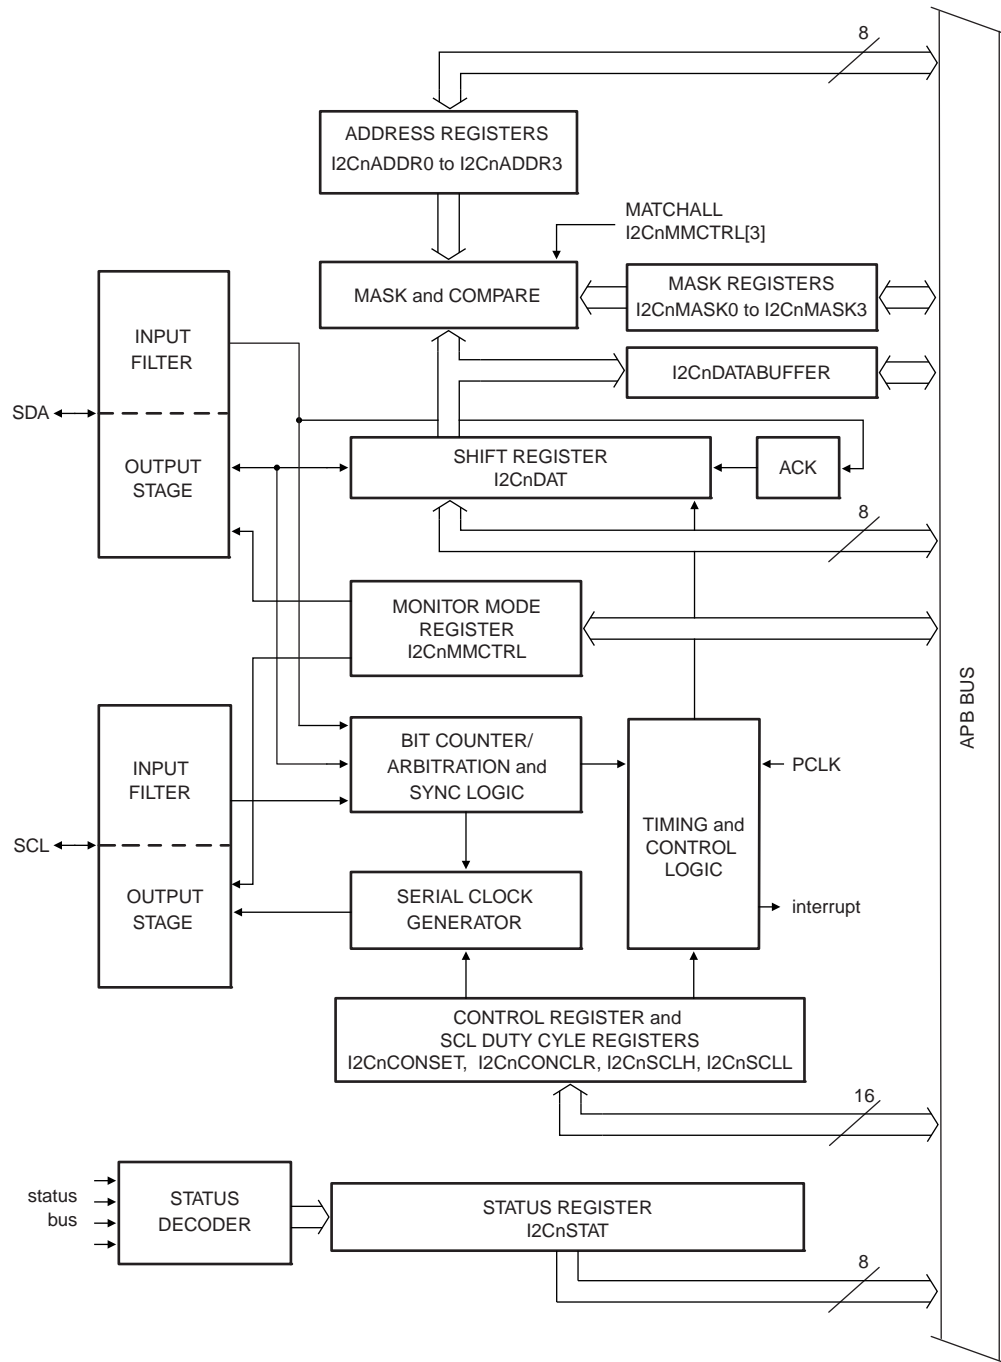 8
ADDRESS REGISTERS
I2CnADDR0 to I2CnADDR3
MATCHALL
I2CnMMCTRL[3]
MASK and COMPARE
MASK REGISTERS
I2CnMASK0 to I2CnMASK3
INPUT
FILTER
I2CnDATABUFFER
SDA
OUTPUT
STAGE
SHIFT REGISTER
I2CnDAT
ACK
8
MONITOR MODE
REGISTER
I2CnMMCTRL
APB BUS
INPUT
FILTER
BIT COUNTER/
ARBITRATION and
SYNC LOGIC
PCLK
SCL
TIMING and
CONTROL
LOGIC
OUTPUT
STAGE
SERIAL CLOCK
GENERATOR
interrupt
CONTROL REGISTER and
SCL DUTY CYLE REGISTERS
I2CnCONSET, I2CnCONCLR, I2CnSCLH, I2CnSCLL
16
status
bus
STATUS
DECODER
STATUS REGISTER
I2CnSTAT
8